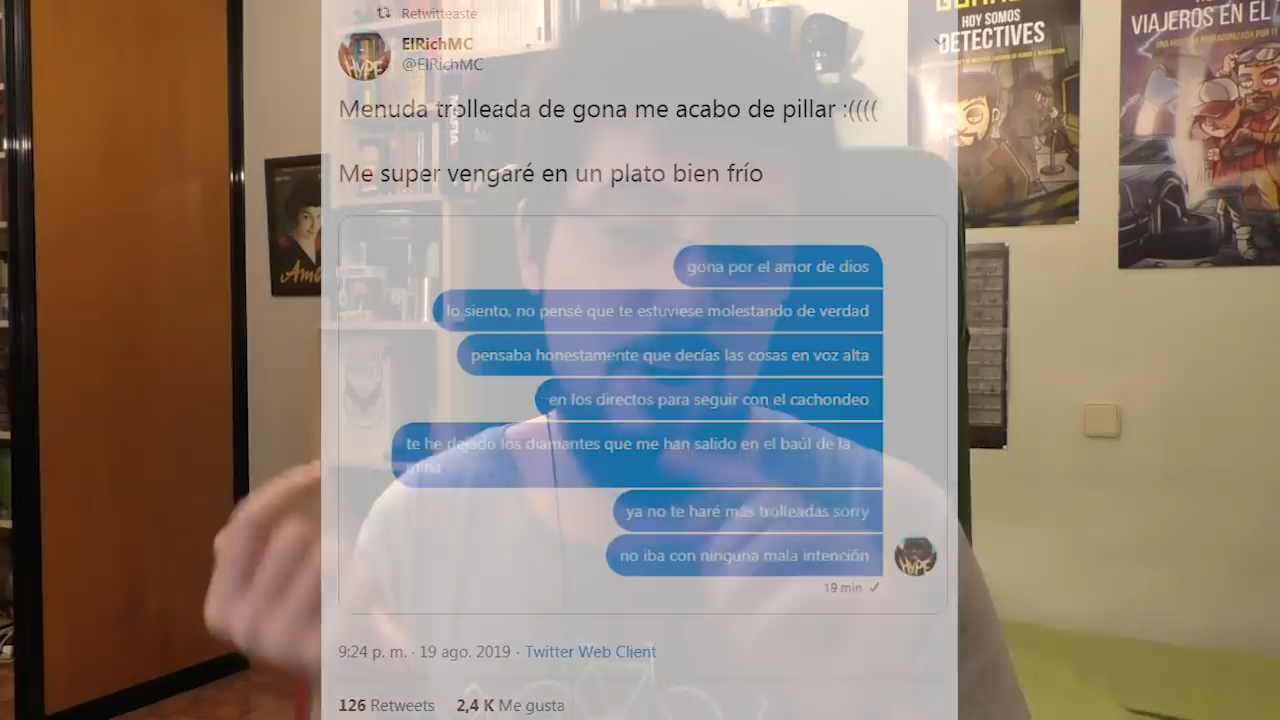 Retwitteaste
ElRichMC
@ElRichMC
Menuda trolleada de gona me acabo de pillar :((((
Me super vengaré en un plato bien frío
gona por el amor de dios
lo siento, no pensé que te estuviese molestando de verdad
pensaba honestamente que decías las cosas en voz alta
en los directos para seguir con el cachondeo
te he dejado los diamantes que me han salido en el baúl de la
mina
ya no te haré más trolleadas sorry
no iba con ninguna mala intención
HYPE
19 min
9:24 p. m. · 19 ago. 2019 · Twitter Web Client
126 Retweets 2,4 K Me gusta
HOY SOMOS
DETECTIVES
VIAJEROS EN EL
HYPE